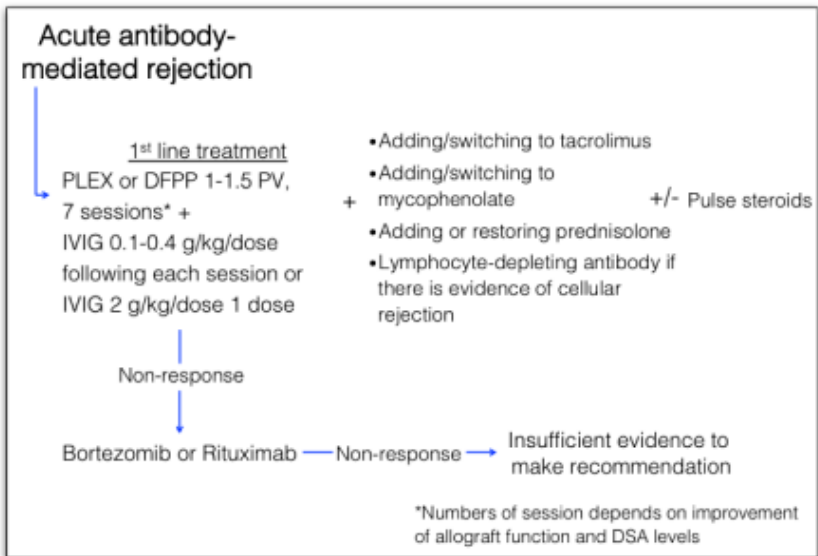 Acute antibody-
mediated rejection
1st line treatment
PLEX or DFPP 1-1.5 PV,
7 sessions* +
IVIG 0.1-0.4 g/kg/dose
following each session or
IVIG 2 g/kg/dose 1 dose
+
•Adding/switching to tacrolimus
•Adding/switching to
mycophenolate
•Adding or restoring prednisolone
•Lymphocyte-depleting antibody if
there is evidence of cellular
rejection
+/- Pulse steroids
Non-response
Bortezomib or Rituximab
Non-response
Insufficient evidence to
make recommendation
*Numbers of session depends on improvement
of allograft function and DSA levels